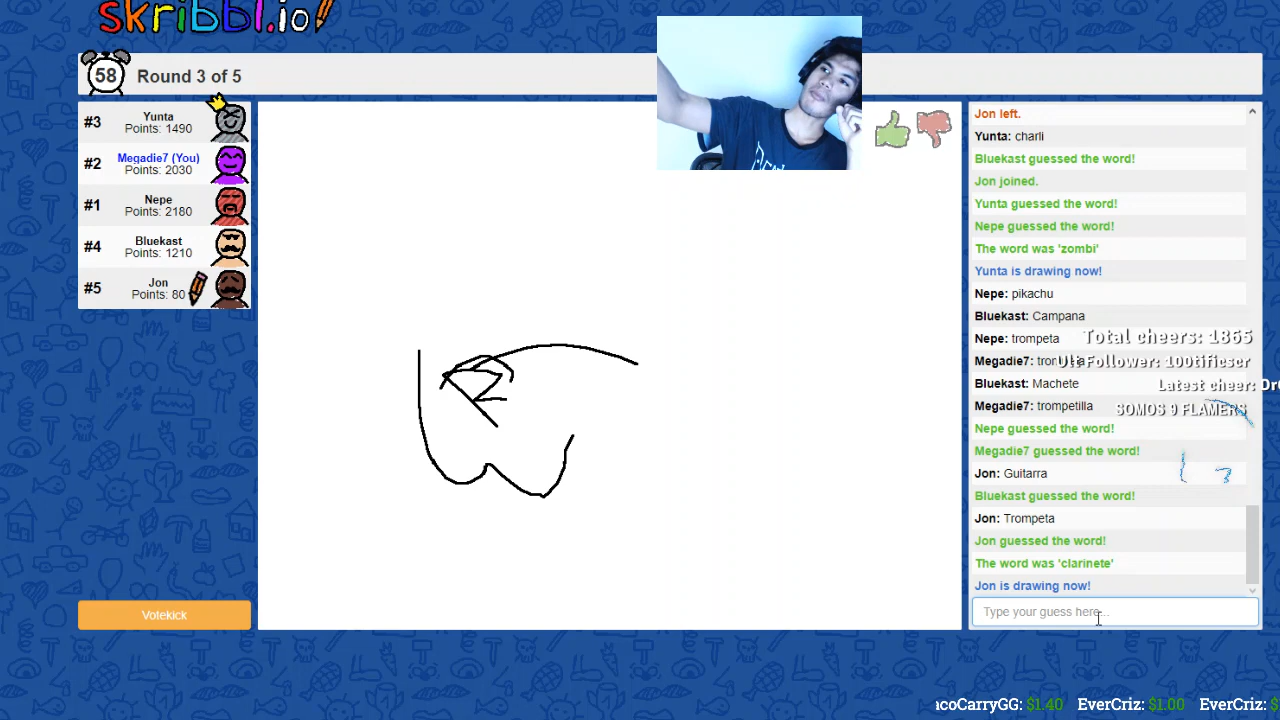 skribbl.io
58
Round 3 of 5
#3
Yunta
Points: 1490
#2
Megadie7 (You)
Points: 2030
#1
Nepe
Points: 2180
#4
Bluekast
Points: 1210
#5
Jon
Points: 80
Votekick
Jon left.
Yunta: charli
Bluekast guessed the word!
Jon joined.
Yunta guessed the word!
Nepe guessed the word!
The word was 'zombi'
Yunta is drawing now!
Nepe: pikachu
Bluekast: Campana
Nepe: trompeta
Total cheers: 1865
Megadie7:
Bluekast: Machete
Latest cheer:
Megadie7: trompetilla
SOMOS 9 FLAMERS
Nepe guessed the word!
Megadie7 guessed the word!
Jon: Guitarra
Bluekast guessed the word!
Jon: Trompeta
Jon guessed the word!
The word was 'clarinete'
Jon is drawing now!
Type your guess here...
acoCarryGG: $1.40 EverCriz: $1.00 EverCriz: $